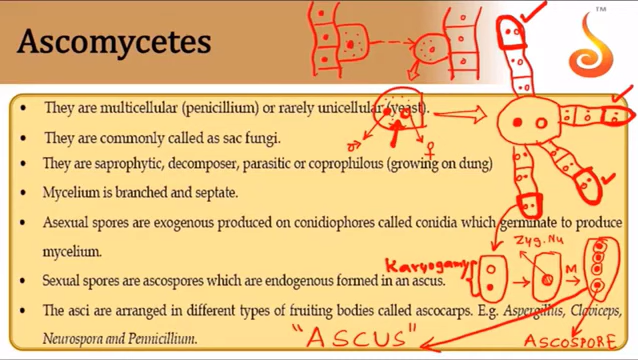 Ascomycetes
TM
• They are multicellular (penicillium) or rarely unicellular (yeast).
• They are commonly called as sac fungi.
• They are saprophytic, decomposer, parasitic or coprophilous (growing on dung)
• Mycelium is branched and septate.
• Asexual spores are exogenous produced on conidiophores called conidia which germinate to produce
mycelium.
Zyg. Nu
Karyogamy
M
• Sexual spores are ascospores which are endogenous formed in an ascus.
• The asci are arranged in different types of fruiting bodies called ascocarps. E.g. Aspergillus, Claviceps,
Neurospora and Pennicillium.
"ASCUS"
ASCOSPORE
♂
♀